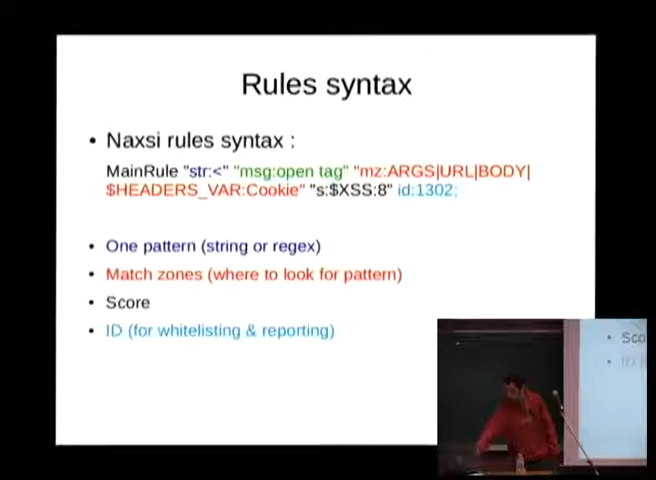 Rules syntax
• Naxsi rules syntax :
MainRule "str:<" "msg:open tag" "mz:ARGS|URL|BODY|
$HEADERS_VAR:Cookie" "s:$XSS:8" id:1302;
• One pattern (string or regex)
• Match zones (where to look for pattern)
• Score
• ID (for whitelisting & reporting)
• Sco